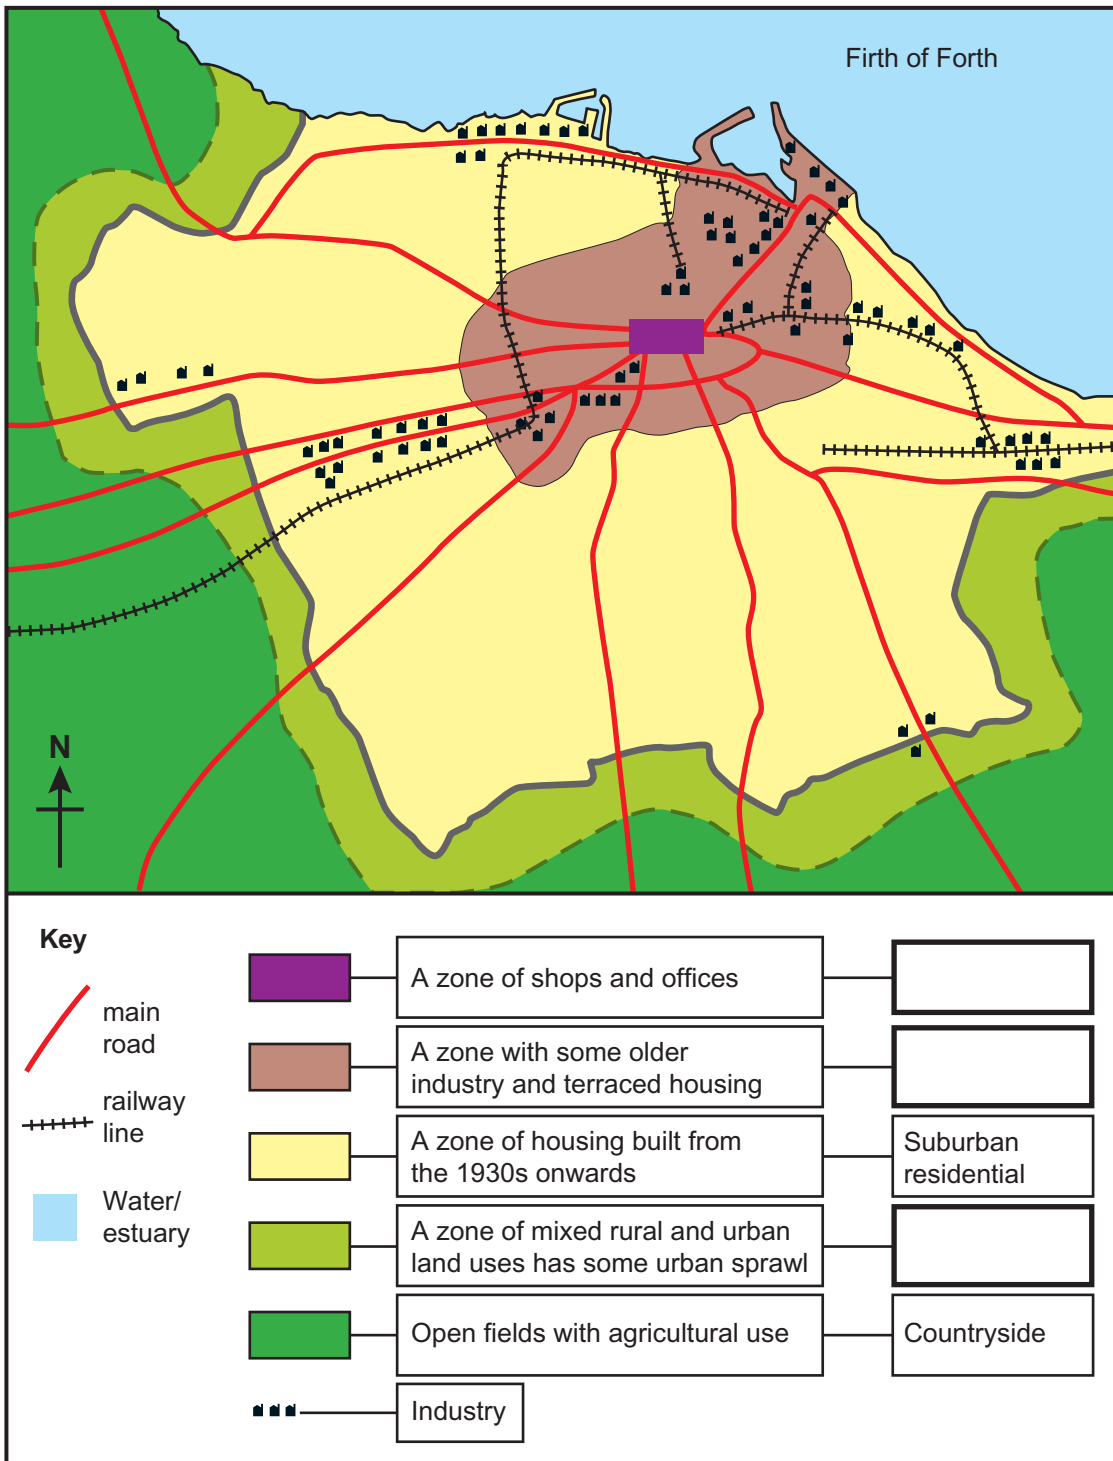 Firth of Forth
N
Key
main
road
railway
line
Water/
estuary
A zone of shops and offices
A zone with some older
industry and terraced housing
A zone of housing built from
the 1930s onwards
Suburban
residential
A zone of mixed rural and urban
land uses has some urban sprawl
Open fields with agricultural use
Countryside
Industry